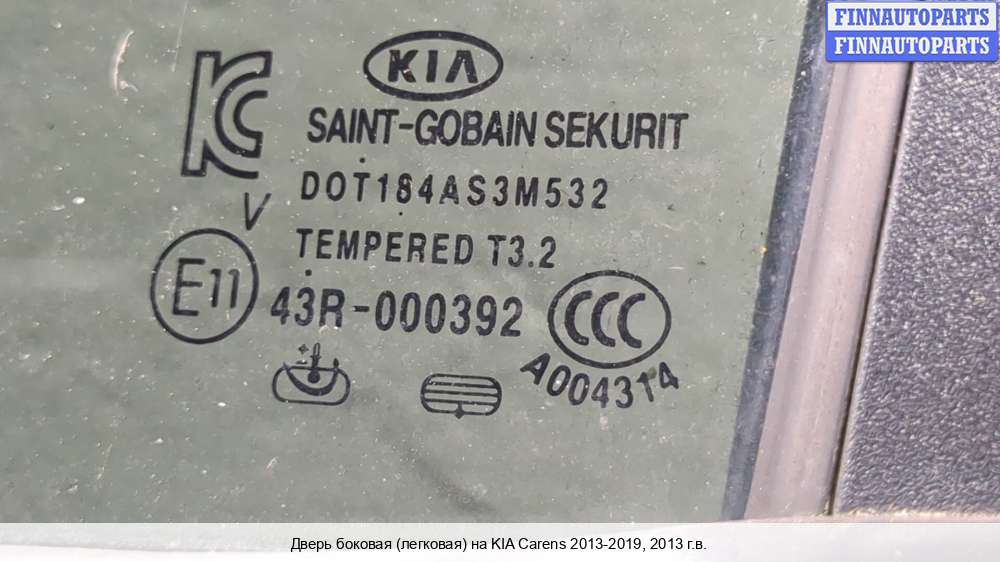 FINNAUTOPARTS
FINNAUTOPARTS
KIA
KC
SAINT-GOBAIN SEKURIT
DOT184AS3M532
V
TEMPERED T3.2
E11
43R-000392
CCC
A004314
Дверь боковая (легковая) на KIA Carens 2013-2019, 2013 г.в.